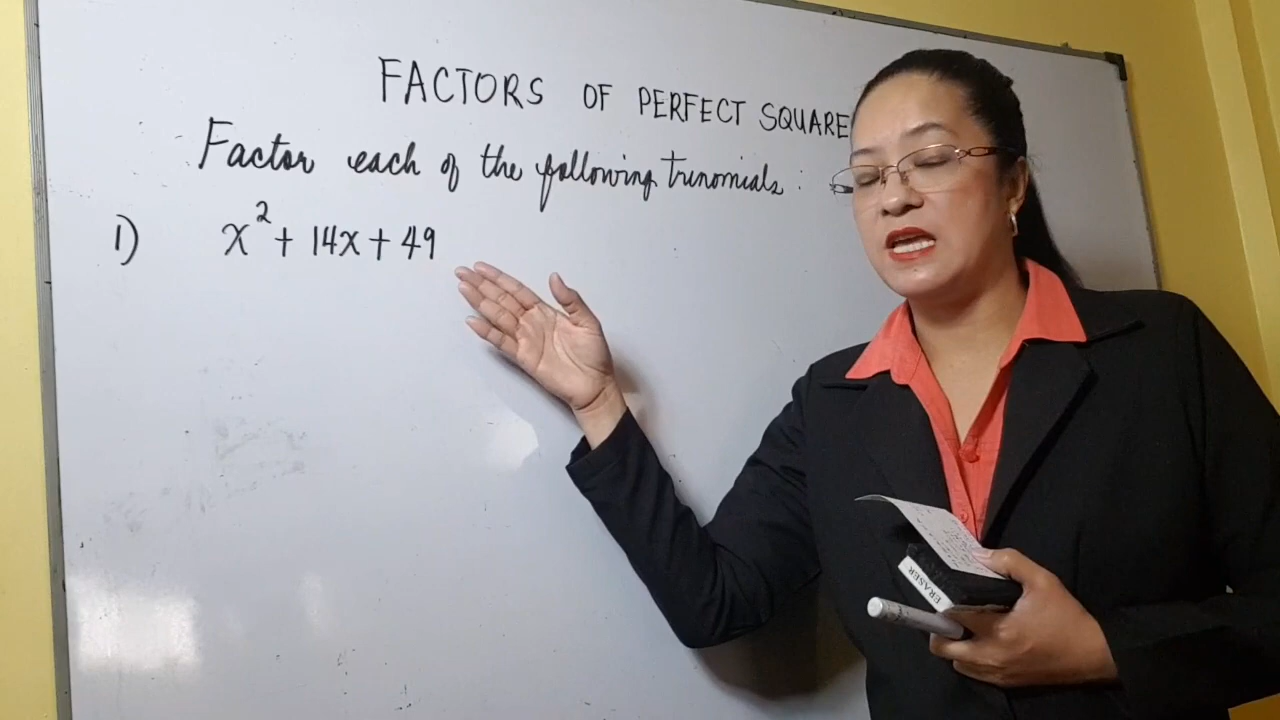 FACTORS OF PERFECT SQUARE
Factor each of the following trinomials :
1) x² + 14x + 49
ERASER